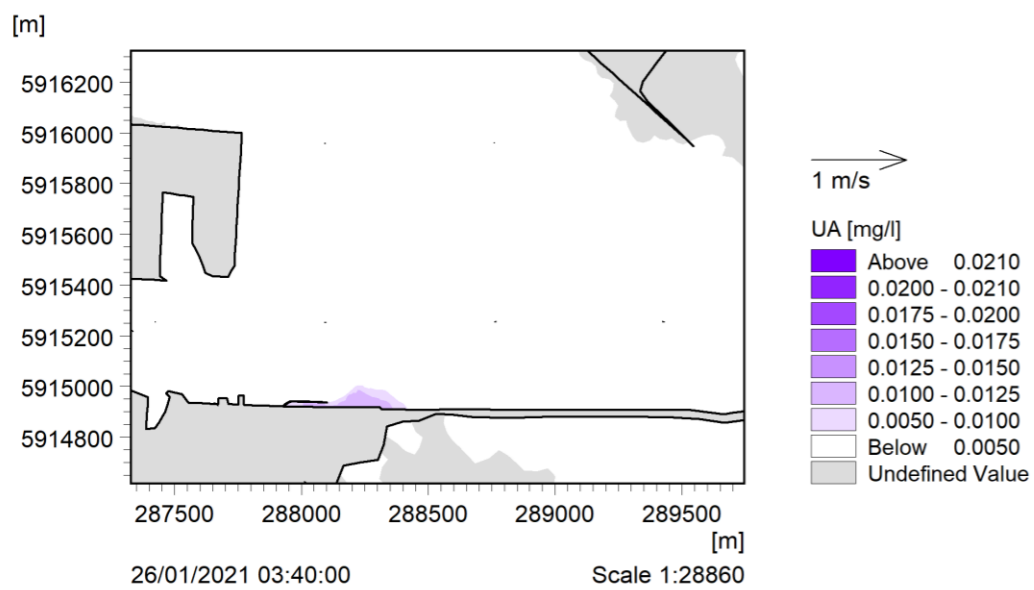 [m]
5916200
5916000
5915800
5915600
5915400
5915200
5915000
5914800
287500 288000 288500 289000 289500
[m]
26/01/2021 03:40:00 Scale 1:28860
1 m/s
UA [mg/l]
Above 0.0210
0.0200 - 0.0210
0.0175 - 0.0200
0.0150 - 0.0175
0.0125 - 0.0150
0.0100 - 0.0125
0.0050 - 0.0100
Below 0.0050
Undefined Value